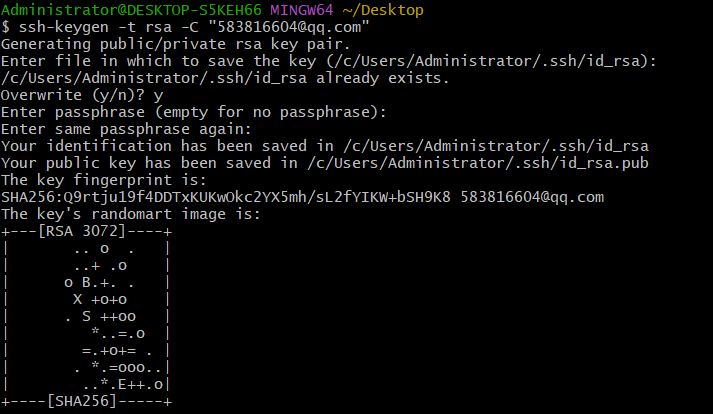 Administrator@DESKTOP-S5KEH66 MINGW64 ~/Desktop
$ ssh-keygen -t rsa -C "583816604@qq.com"
Generating public/private rsa key pair.
Enter file in which to save the key (/c/Users/Administrator/.ssh/id_rsa):
/c/Users/Administrator/.ssh/id_rsa already exists.
Overwrite (y/n)? y
Enter passphrase (empty for no passphrase):
Enter same passphrase again:
Your identification has been saved in /c/Users/Administrator/.ssh/id_rsa
Your public key has been saved in /c/Users/Administrator/.ssh/id_rsa.pub
The key fingerprint is:
SHA256:Q9rtju19f4DDTxKUKwOkc2YX5mh/sL2fYIKW+bSH9K8 583816604@qq.com
The key's randomart image is:
+---[RSA 3072]----+
|       .. o  .   |
|       ..+ .o    |
|      o B.+. .   |
|       X +o+o    |
|      . S ++oo   |
|         *..=.o  |
|        =.+o+= . |
|       . *.=ooo..|
|        ..*.E++.o|
+----[SHA256]-----+